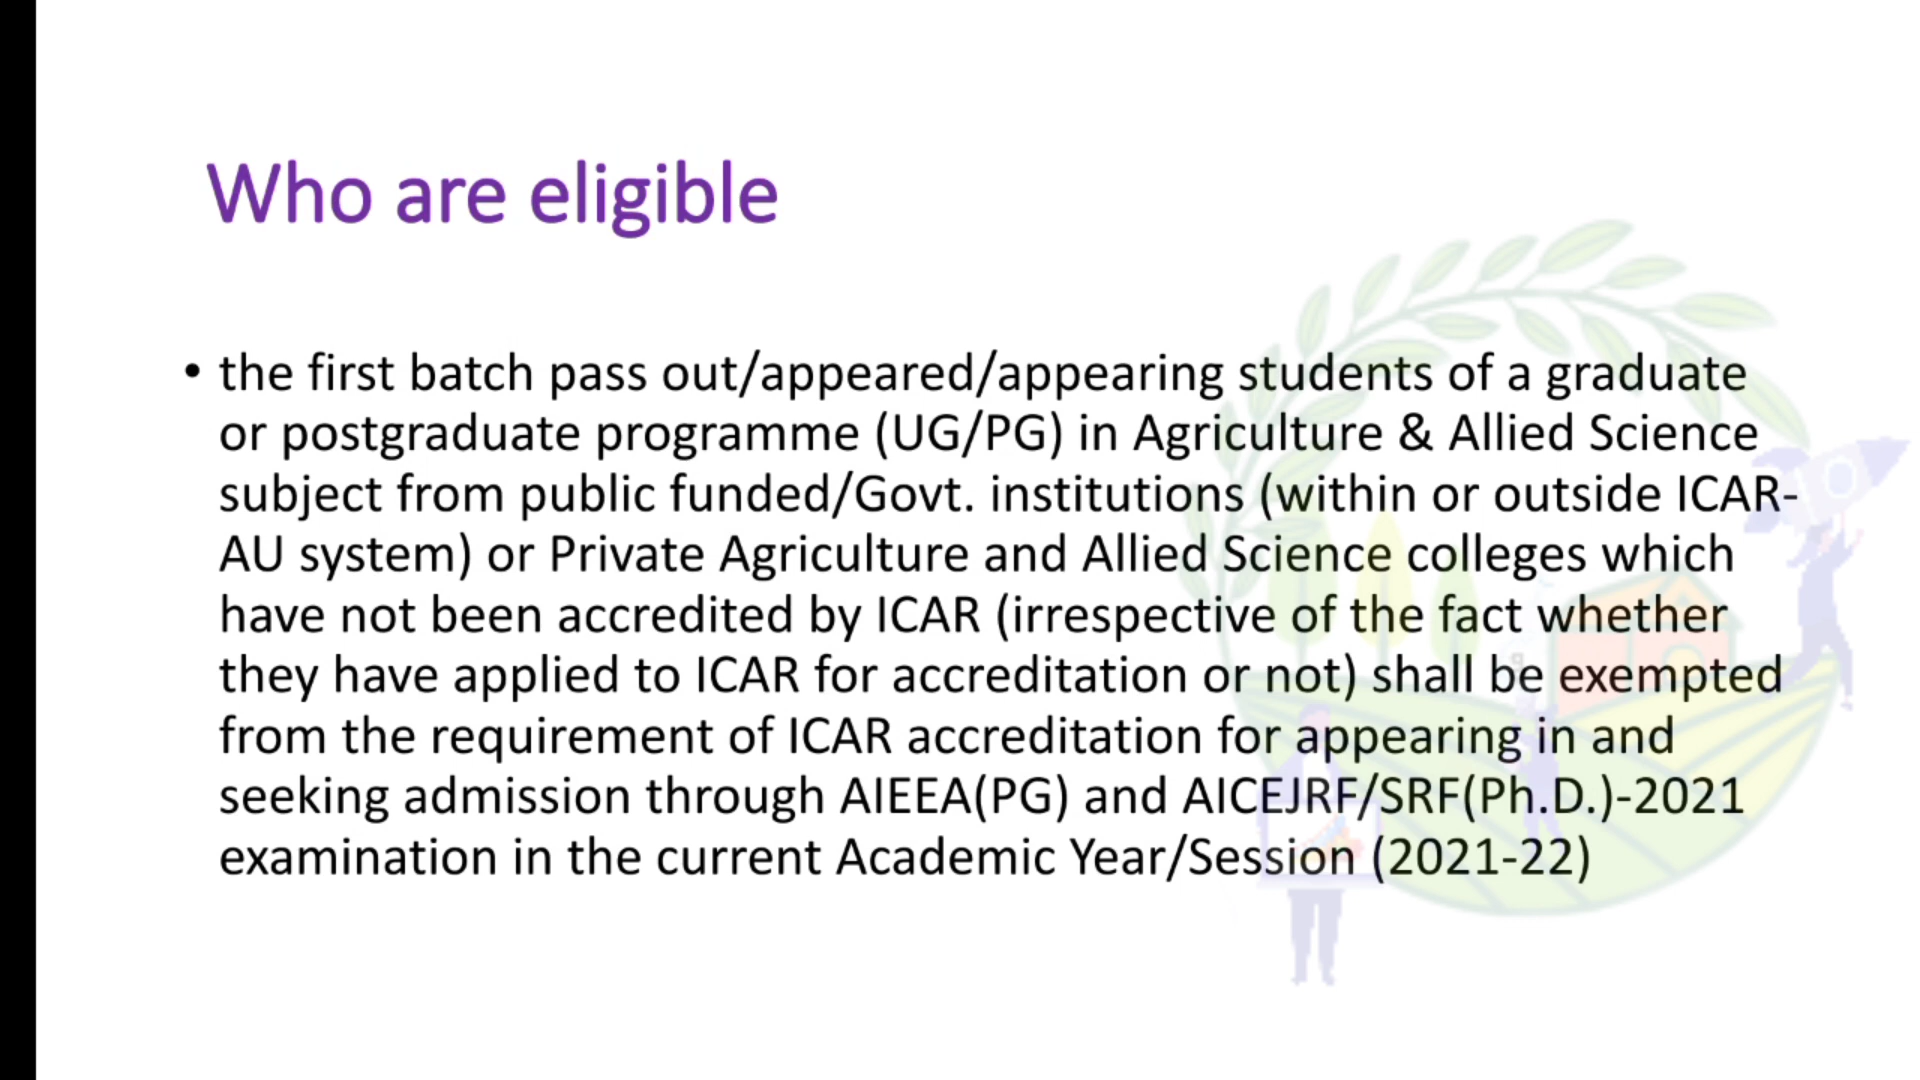 Who are eligible
• the first batch pass out/appeared/appearing students of a graduate
or postgraduate programme (UG/PG) in Agriculture & Allied Science
subject from public funded/Govt. institutions (within or outside ICAR-
AU system) or Private Agriculture and Allied Science colleges which
have not been accredited by ICAR (irrespective of the fact whether
they have applied to ICAR for accreditation or not) shall be exempted
from the requirement of ICAR accreditation for appearing in and
seeking admission through AIEEA(PG) and AICEJRF/SRF(Ph.D.)-2021
examination in the current Academic Year/Session (2021-22)